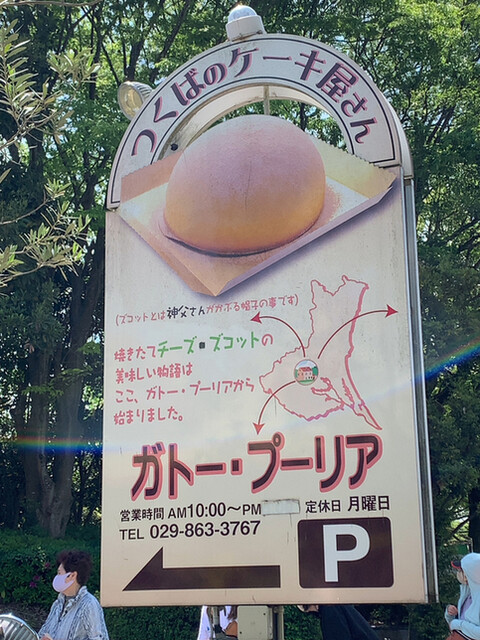 つくばのケーキ屋さん
(ズコットとは神父さんがかぶる帽子の事です)
焼きたてチーズ・ズコットの
美味しい物語は
ここ、ガトー・プーリアから
始まりました。
ガトー・プーリア
営業時間 AM10:00〜PM 定休日 月曜日
TEL 029-863-3767
P